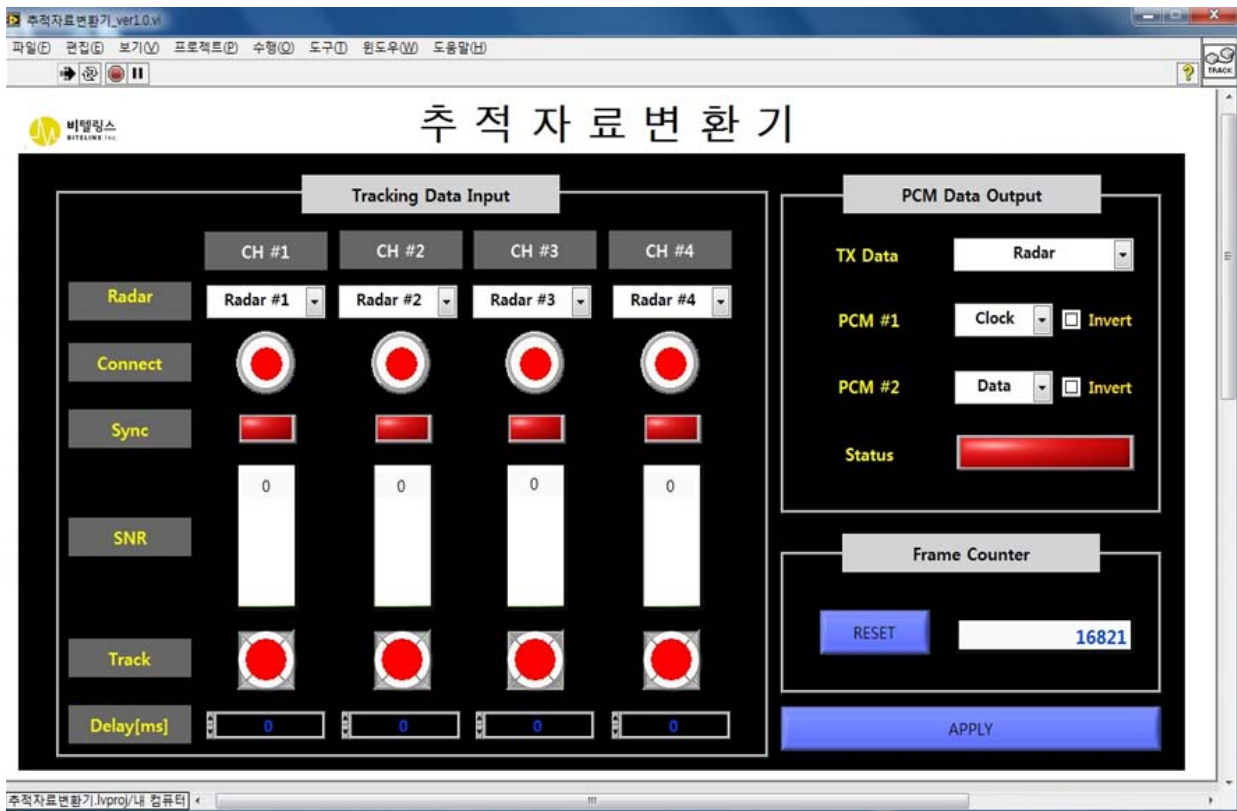 추적자료변환기_ver1.0.vi
파일(F) 편집(E) 보기(V) 프로젝트(P) 수행(O) 도구(T) 윈도우(W) 도움말(H)
TRACK
비텔링스
BITELINK Inc.
추적자료변환기
Tracking Data Input
CH #1 CH #2 CH #3 CH #4
Radar Radar #1 Radar #2 Radar #3 Radar #4
Connect
Sync
SNR 0 0 0 0
Track
Delay[ms] 0 0 0 0
PCM Data Output
TX Data Radar
PCM #1 Clock Invert
PCM #2 Data Invert
Status
Frame Counter
RESET 16821
APPLY
추적자료변환기.lvproj/내 컴퓨터